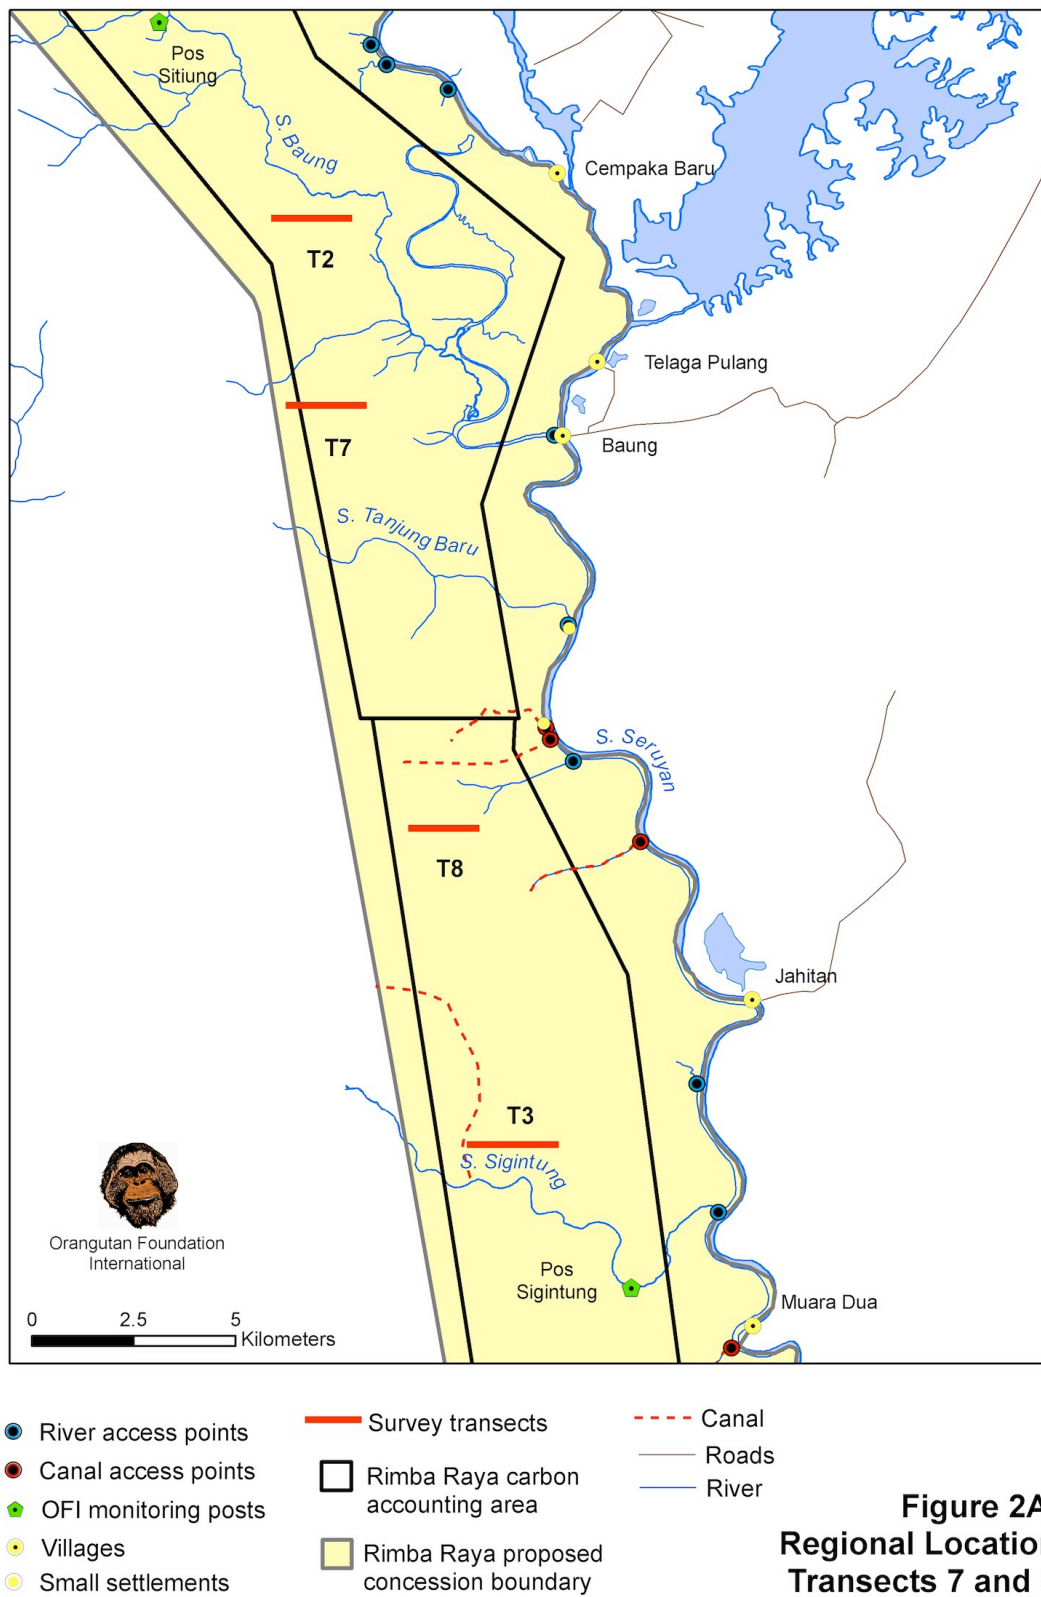 Pos
Sitiung
S. Baung
Cempaka Baru
T2
Telaga Pulang
T7
Baung
S. Tanjung Baru
S. Seruyan
T8
Jahitan
T3
S. Sigintung
Orangutan Foundation
International
Pos
Sigintung
Muara Dua
0 2.5 5
Kilometers
River access points
Canal access points
OFI monitoring posts
Villages
Small settlements
Survey transects
Rimba Raya carbon
accounting area
Rimba Raya proposed
concession boundary
Canal
Roads
River
Figure 2A
Regional Location
Transects 7 and